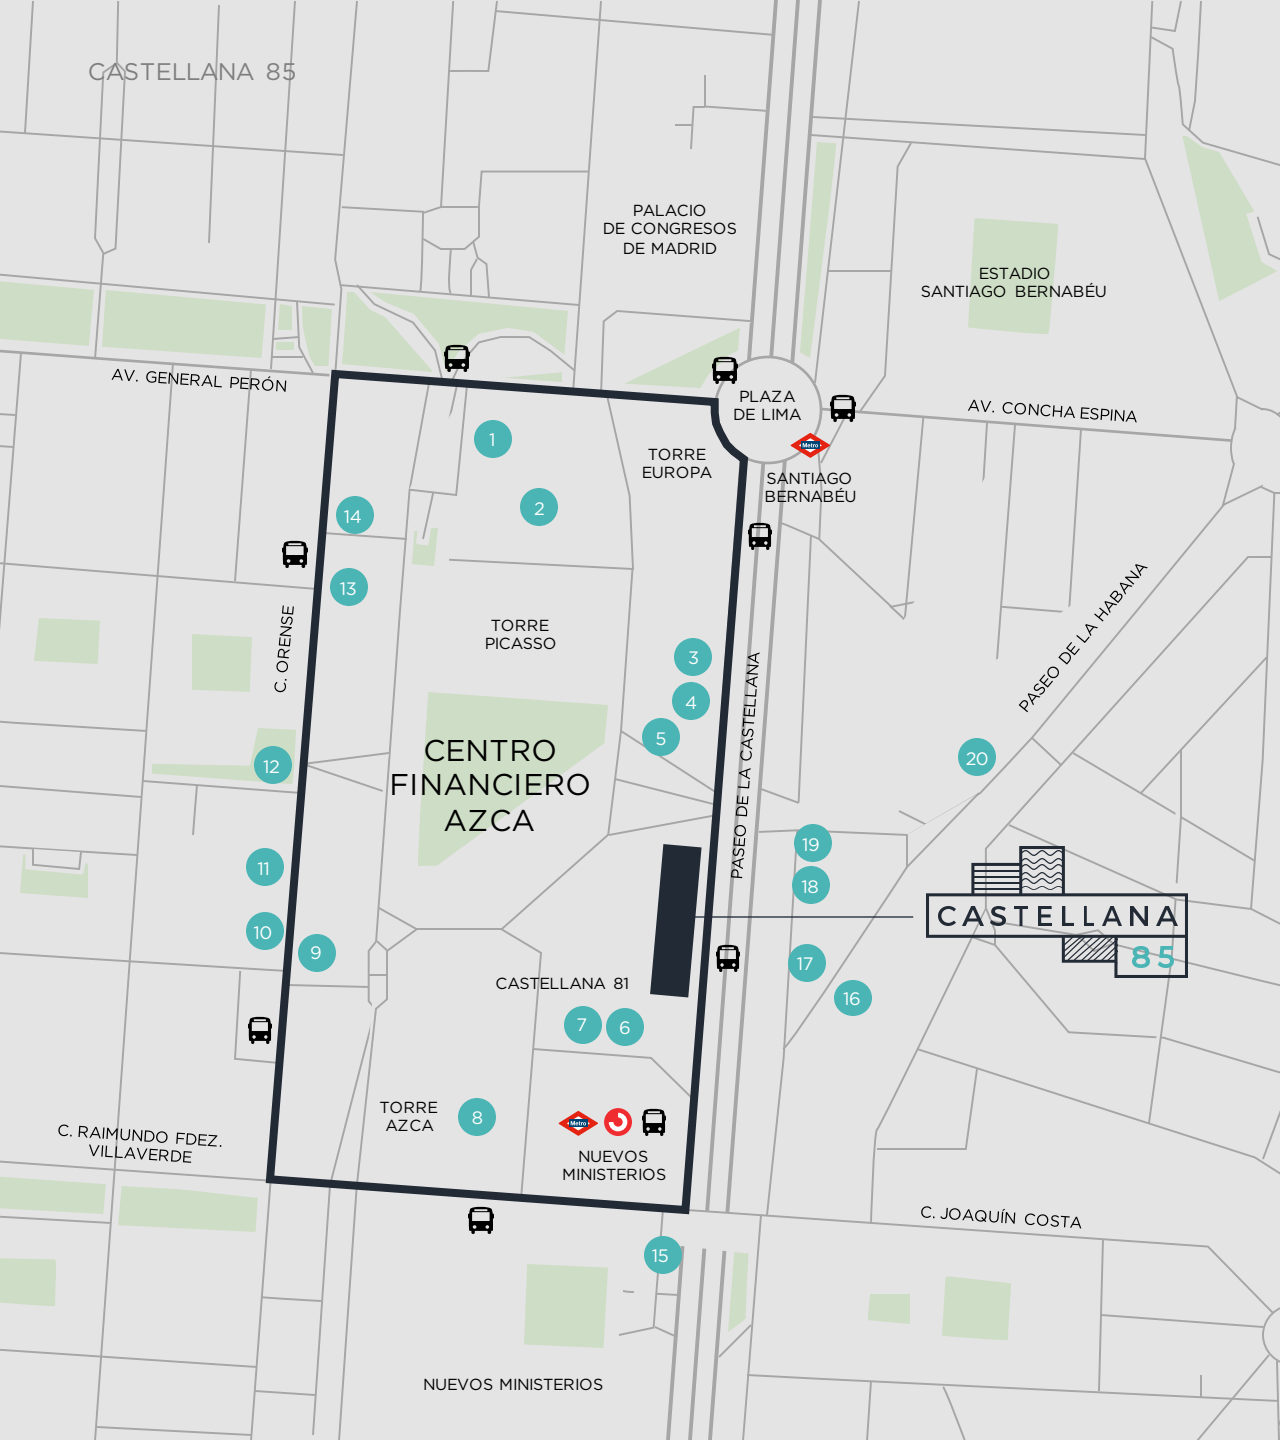 CASTELLANA 85
PALACIO
DE CONGRESOS
DE MADRID
ESTADIO
SANTIAGO BERNABÉU
AV. GENERAL PERÓN
PLAZA
DE LIMA
AV. CONCHA ESPINA
1
Metro
TORRE
EUROPA
SANTIAGO
BERNABÉU
2
14
13
C. ORENSE
TORRE
PICASSO
3
4
5
PASEO DE LA CASTELLANA
PASEO DE LA HABANA
12
20
CENTRO
FINANCIERO
AZCA
19
18
11
10
9
CASTELLANA
85
17
16
CASTELLANA 81
7
6
TORRE
AZCA
8
Metro
NUEVOS
MINISTERIOS
C. RAIMUNDO FDEZ.
VILLAVERDE
C. JOAQUÍN COSTA
15
NUEVOS MINISTERIOS